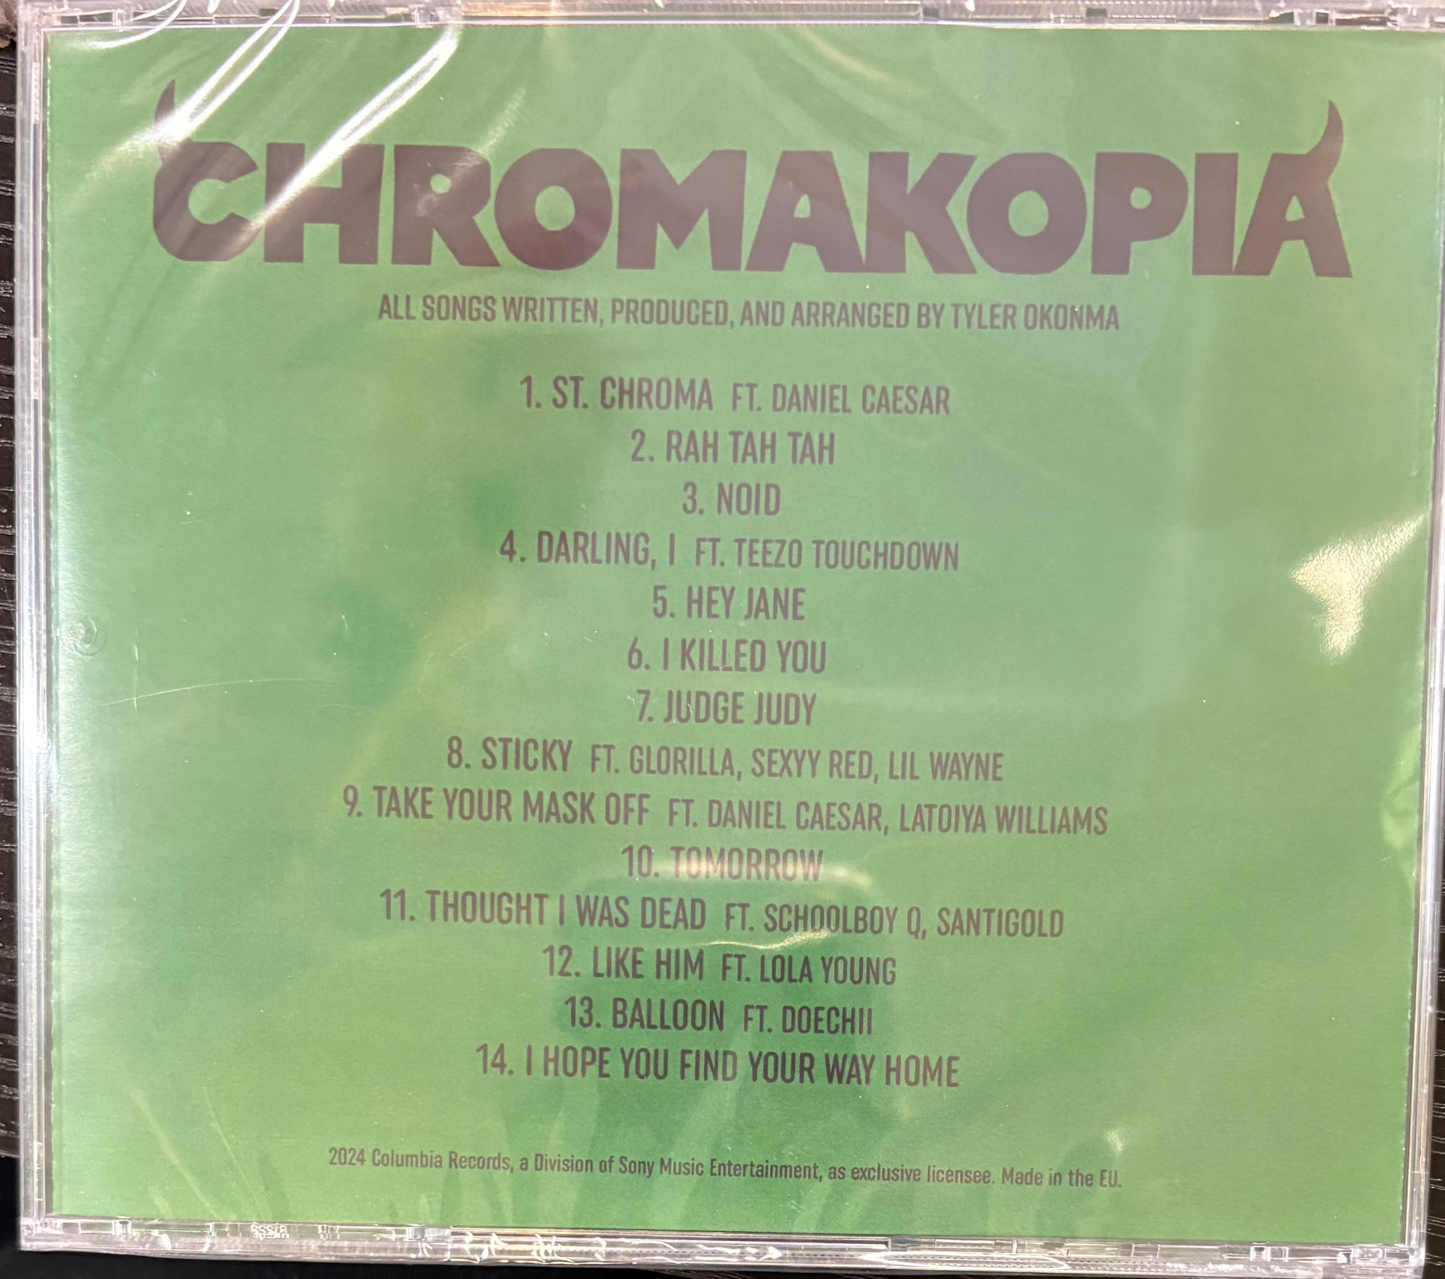 CHROMAKOPIA
ALL SONGS WRITTEN, PRODUCED, AND ARRANGED BY TYLER OKONMA
1. ST. CHROMA FT. DANIEL CAESAR
2. RAH TAH TAH
3. NOID
4. DARLING, I FT. TEEZO TOUCHDOWN
5. HEY JANE
6. I KILLED YOU
7. JUDGE JUDY
8. STICKY FT. GLORILLA, SEXYY RED, LIL WAYNE
9. TAKE YOUR MASK OFF FT. DANIEL CAESAR, LATOIYA WILLIAMS
10. TOMORROW
11. THOUGHT I WAS DEAD FT. SCHOOLBOY Q, SANTIGOLD
12. LIKE HIM FT. LOLA YOUNG
13. BALLOON FT. DOECHII
14. I HOPE YOU FIND YOUR WAY HOME
2024 Columbia Records, a Division of Sony Music Entertainment, as exclusive licensee. Made in the EU.